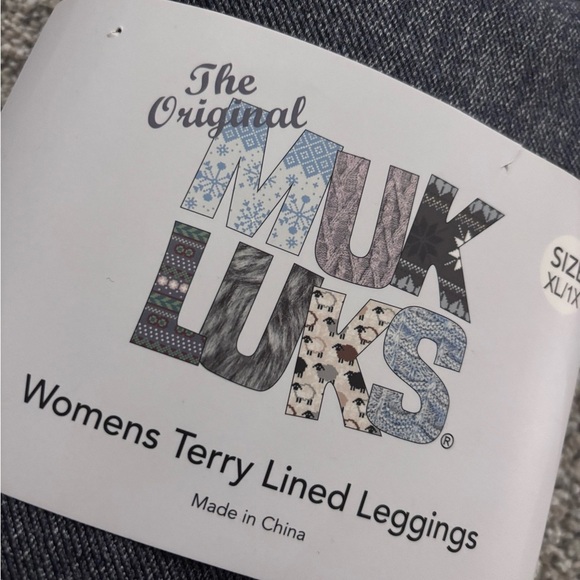 The
Original
MUK
LUKS®
SIZE
XL/1X
Womens Terry Lined Leggings
Made in China